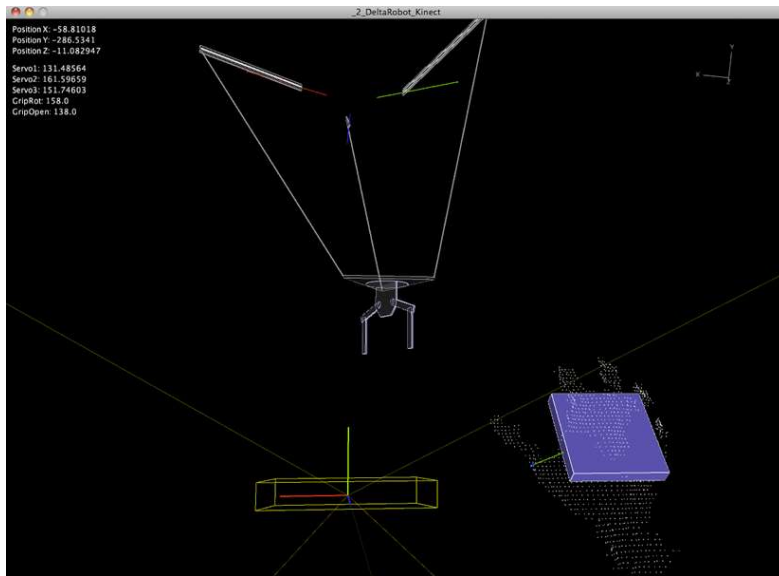 _2_DeltaRobot_Kinect
Position X: -58.81018
Position Y: -286.5341
Position Z: -11.082947
Servo1: 131.48564
Servo2: 161.59659
Servo3: 151.74603
GripRot: 158.0
GripOpen: 138.0
Y
X
Z